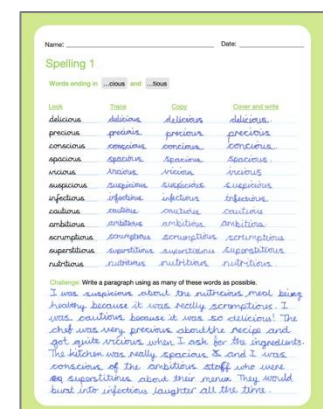 Name: Date:
Spelling 1
Words ending in ...cious and ...tious
Look Trace Copy Cover and write
delicious delicious delicious delicious.
precious precious precious precious
conscious conscious concious concious.
spacious spacious spacious spacious.
vicious vicious vicious vicious
suspicious suspicious suspicious suspicious
infectious infectious infectious infectious.
cautious cautious cautious cautious
ambitious ambitious ambitious ambitious.
scrumptious scrumptious scrumptious scrumptious
superstitious superstitious superstitious superstitious.
nutritious nutritious nutritious nutritious.
Challenge: Write a paragraph using as many of these words as possible.
I was suspicious about the nutricious meal being
healthy because it was really scromptious. I
was cautious because it was so delicious! The
chef was very precious about the recipe and
got quite vricious when I ask for the ingredients.
The kitchen was really spacious & and I was
conscious of the ambitious staff who were
superstitious about their menu. They would
burst into infectious laughter all the time.